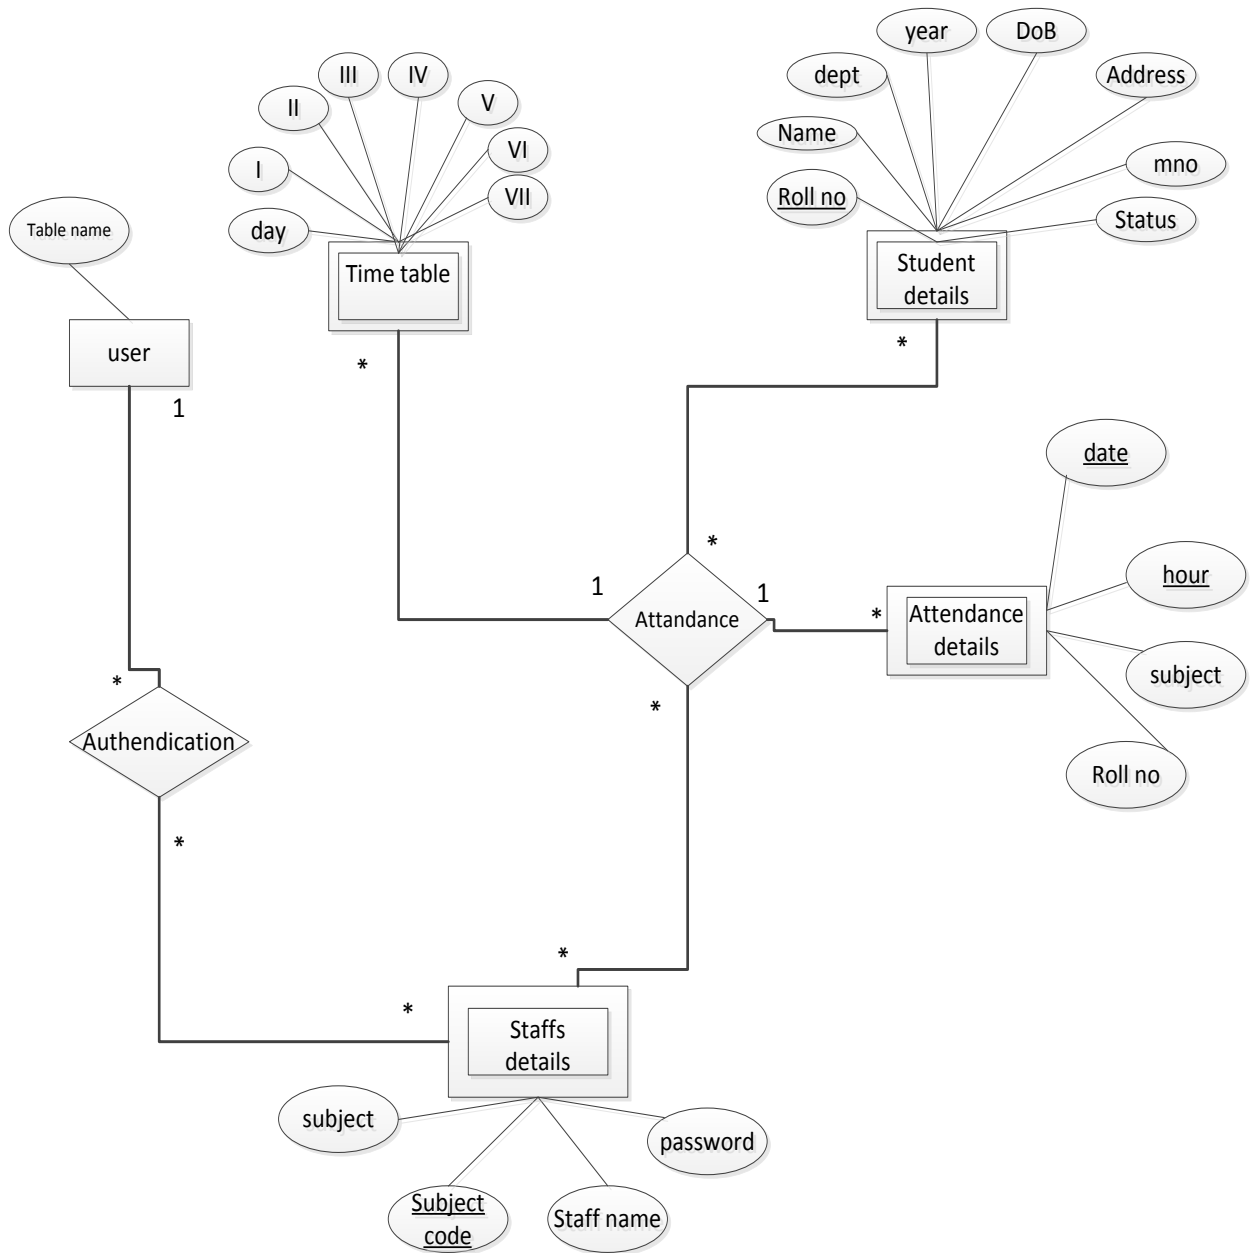 year
DoB
III
IV
dept
Address
II
V
Name
VI
mno
I
Roll no
VII
day
Status
Table name
Time table
Student
details
user
*
*
1
date
*
1
1
hour
*
Attandance
Attendance
details
subject
*
*
Authendication
Roll no
*
*
*
Staffs
details
subject
password
Subject
code
Staff name